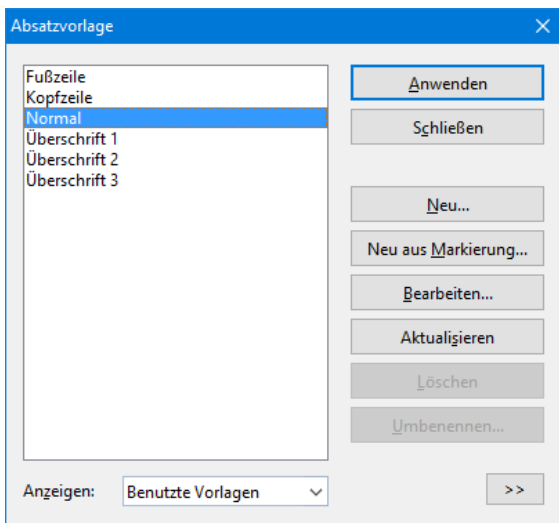 Absatzvorlage
Fußzeile
Kopfzeile
Normal
Überschrift 1
Überschrift 2
Überschrift 3
Anwenden
Schließen
Neu...
Neu aus Markierung...
Bearbeiten...
Aktualisieren
Löschen
Umbenennen...
Anzeigen: Benutzte Vorlagen
>>